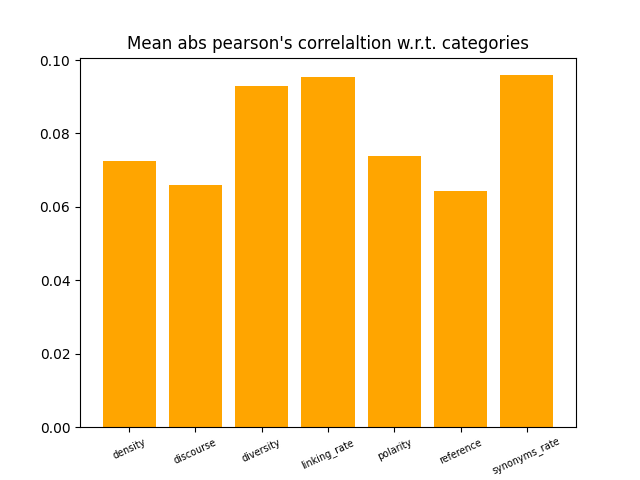 Mean abs pearson's correlaltion w.r.t. categories
0.10
0.08
0.06
0.04
0.02
0.00
density
discourse
diversity
linking_rate
polarity
reference
synonyms_rate